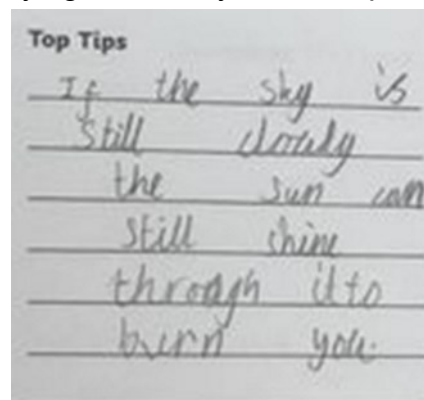 Top Tips
If the sky is
still cloudy
the sun can
still shine
through it to
burn you.